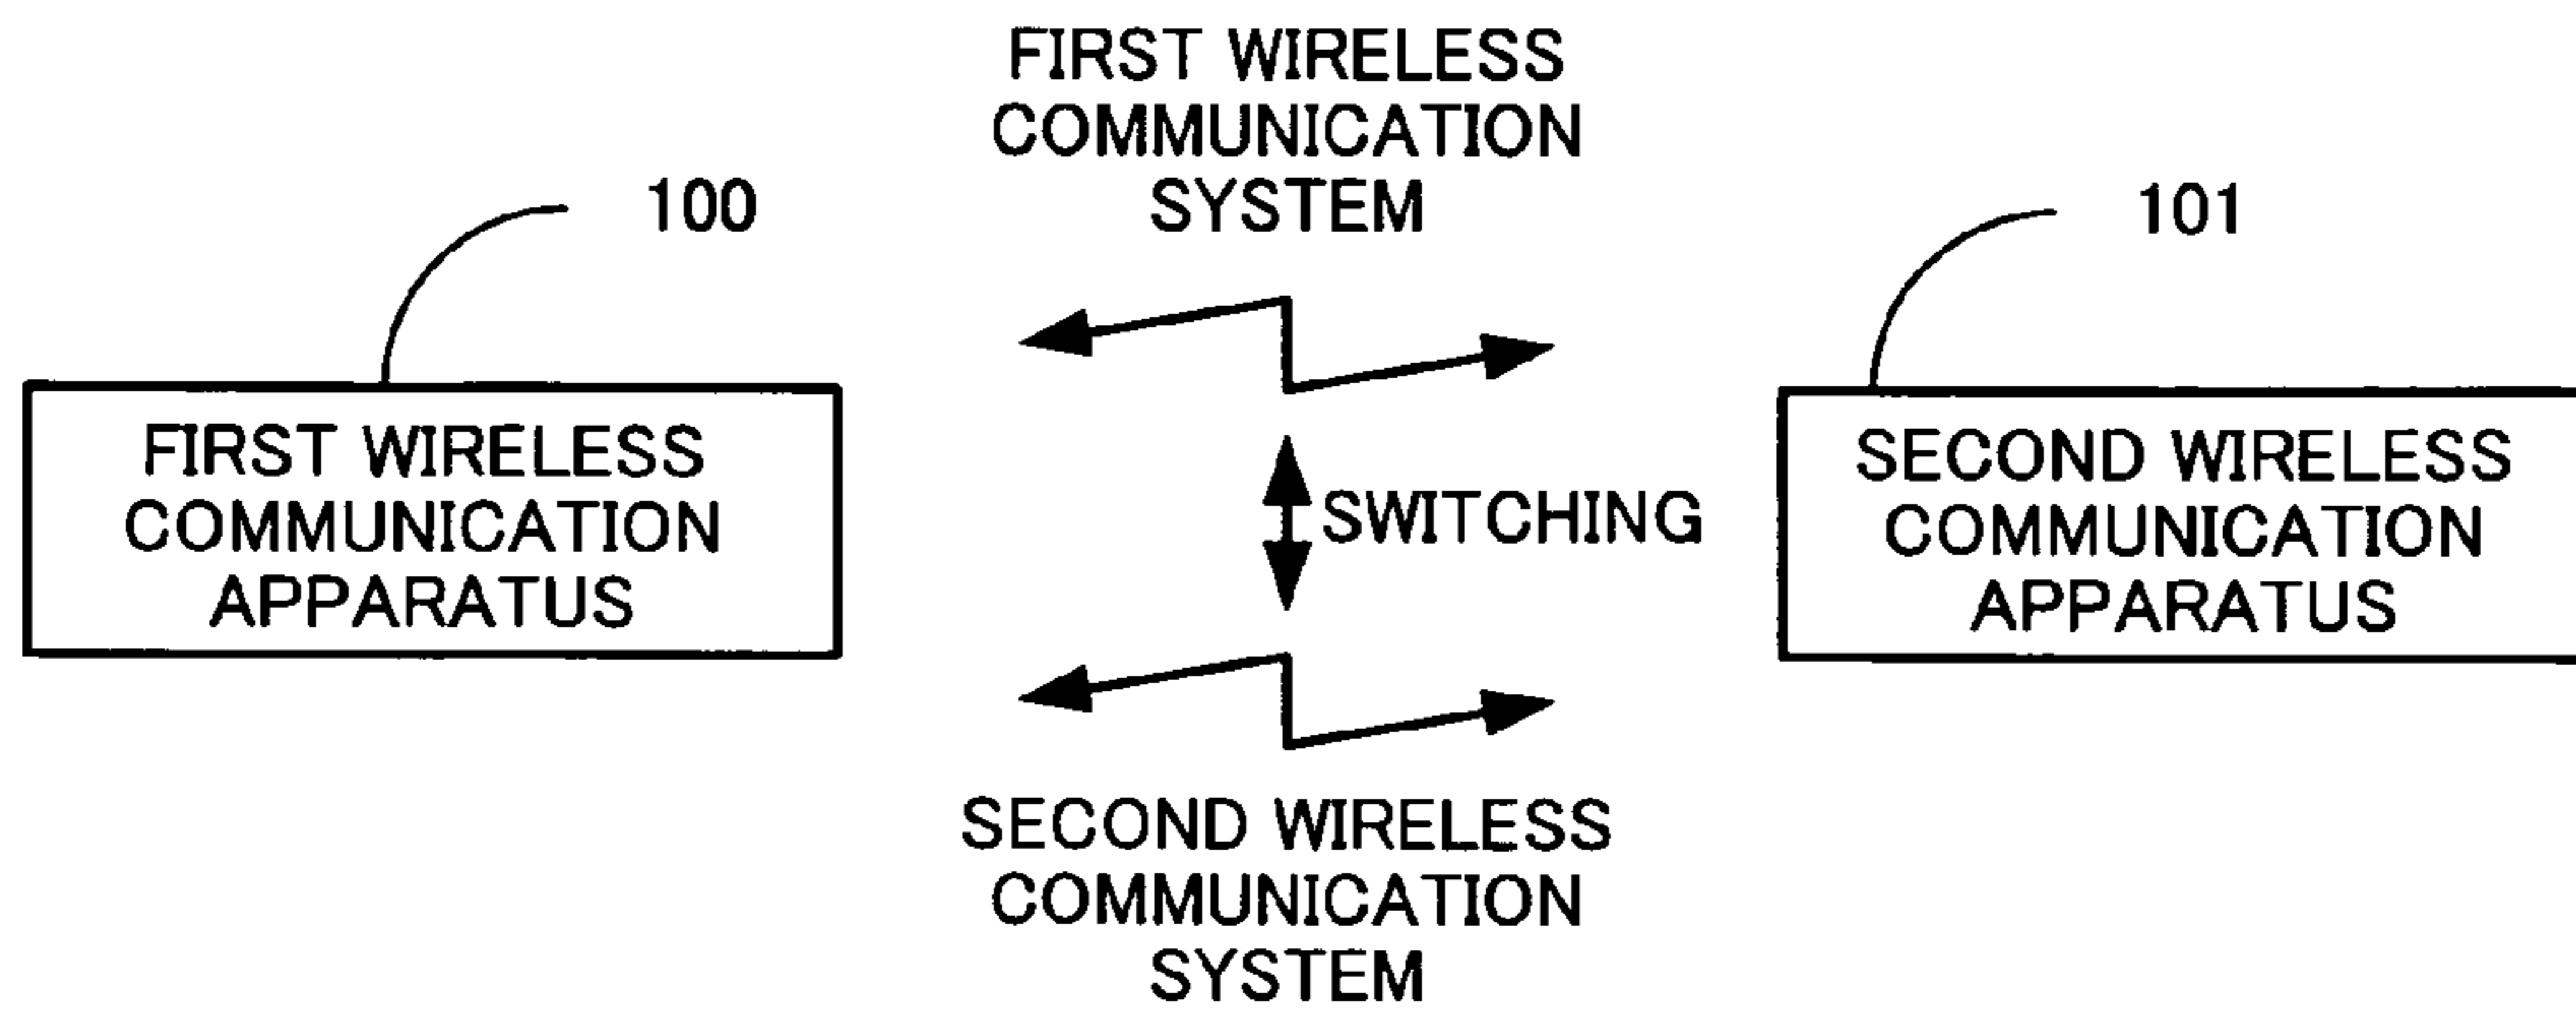 FIRST WIRELESS
COMMUNICATION
SYSTEM
100
101
FIRST WIRELESS
COMMUNICATION
APPARATUS
SWITCHING
SECOND WIRELESS
COMMUNICATION
APPARATUS
SECOND WIRELESS
COMMUNICATION
SYSTEM